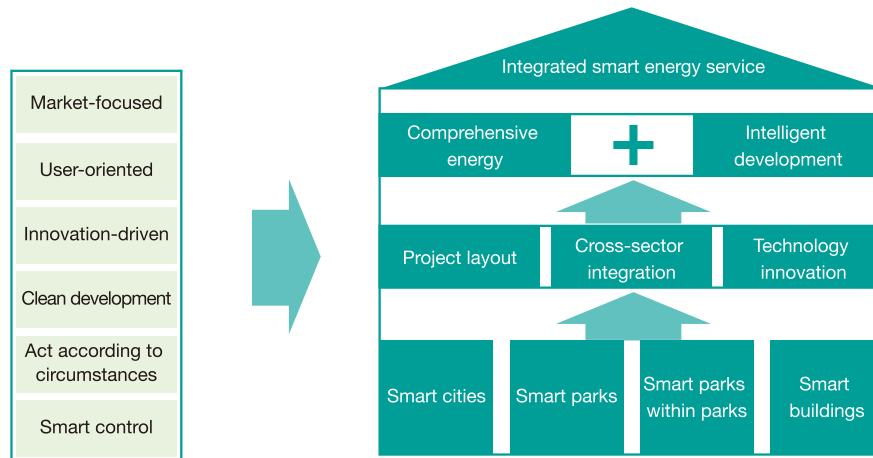 Market-focused
User-oriented
Innovation-driven
Clean development
Act according to
circumstances
Smart control
Integrated smart energy service
Comprehensive
energy
+
Intelligent
development
Project layout
Cross-sector
integration
Technology
innovation
Smart cities
Smart parks
Smart parks
within parks
Smart
buildings